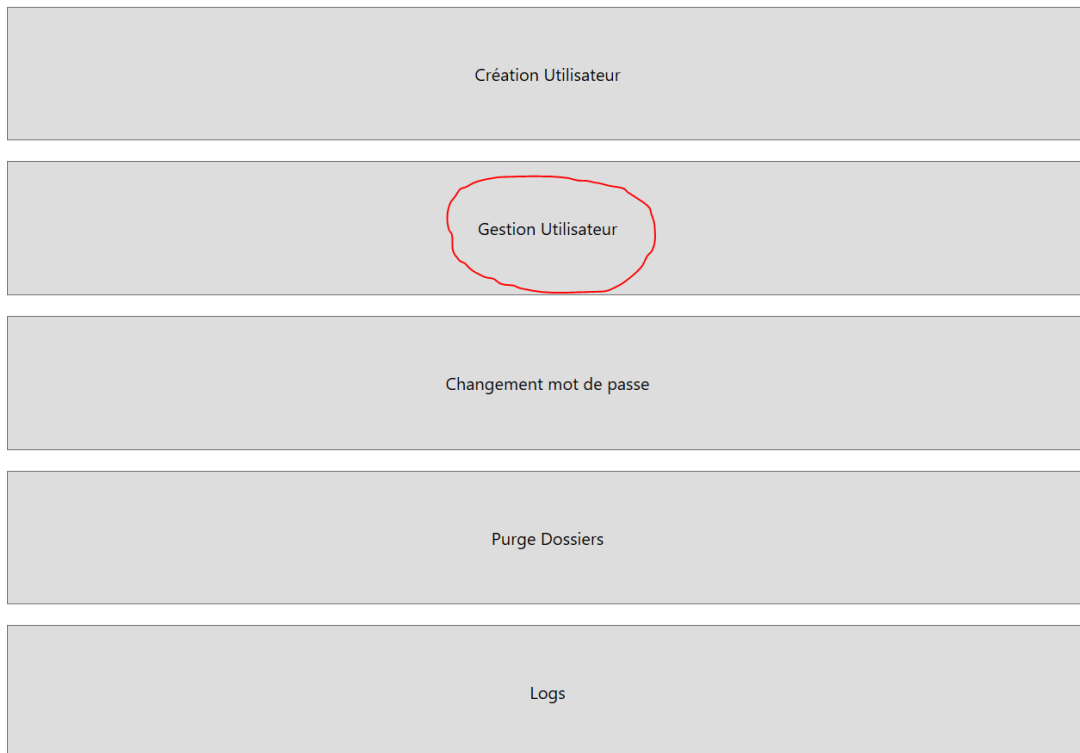 Création Utilisateur
Gestion Utilisateur
Changement mot de passe
Purge Dossiers
Logs